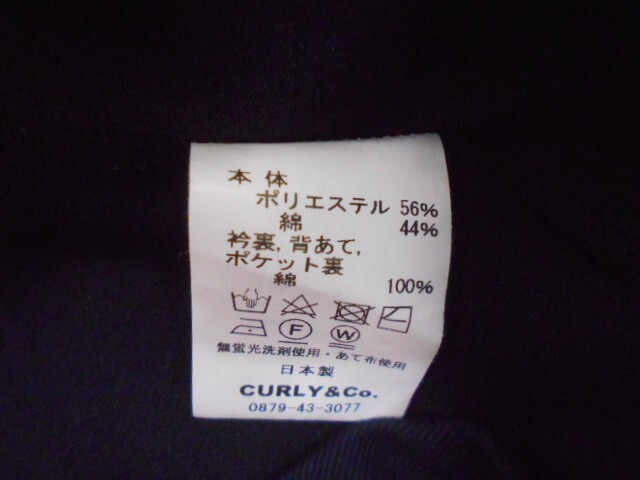 本体
ポリエステル 56%
綿 44%
衿裏,背あて,
ポケット裏
綿 100%
F W
無蛍光洗剤使用・あて布使用
日本製
CURLY&Co.
0879-43-3077